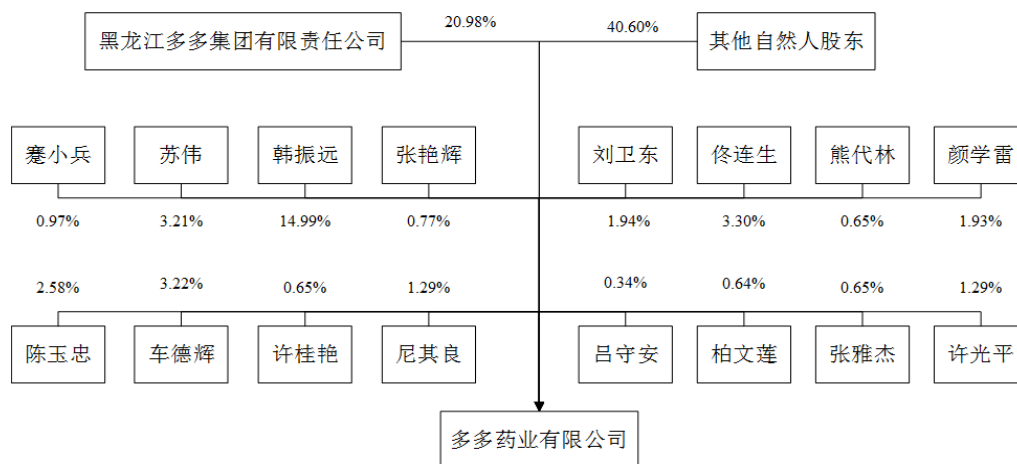 20.98%
40.60%
黑龙江多多集团有限责任公司
其他自然人股东
蹇小兵 苏伟 韩振远 张艳辉 刘卫东 佟连生 熊代林 颜学雷
0.97% 3.21% 14.99% 0.77% 1.94% 3.30% 0.65% 1.93%
2.58% 3.22% 0.65% 1.29% 0.34% 0.64% 0.65% 1.29%
陈玉忠 车德辉 许桂艳 尼其良 吕守安 柏文莲 张雅杰 许光平
多多药业有限公司